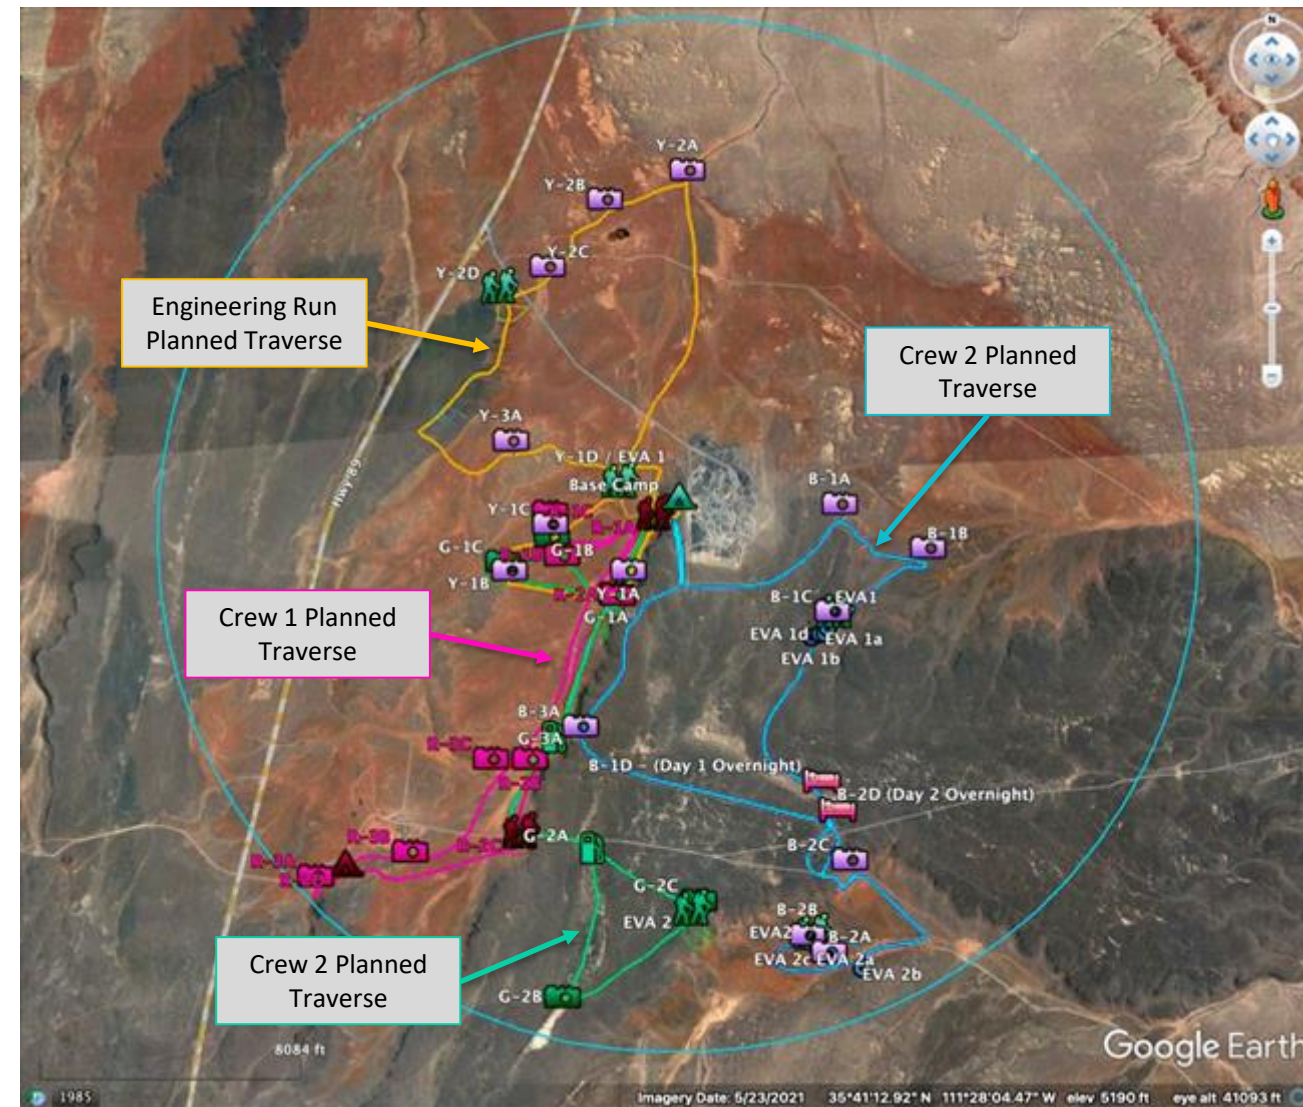 N
Y-2A
Y-2B
Y-2C
Y-2D
Engineering Run
Planned Traverse
Crew 2 Planned
Traverse
Y-3A
Hwy 89
Y-1D / EVA 1
Base Camp
B-1A
Y-1C
R-1A
B-1B
G-1C
G-1B
Y-1B
Y-1A
B-1C
EVA1
G-1A
Crew 1 Planned
Traverse
EVA 1d
EVA 1a
EVA 1b
B-3A
G-3A
B-1D - (Day 1 Overnight)
B-2D (Day 2 Overnight)
R-3B
G-2A
B-2C
R-3A
G-2C
EVA 2
B-2B
EVA2
B-2A
Crew 2 Planned
Traverse
EVA 2c
EVA 2a
EVA 2b
G-2B
8084 ft
Google Earth
1985
Imagery Date: 5/23/2021 35°41'12.92" N 111°28'04.47" W elev 5190 ft eye alt 41093 ft